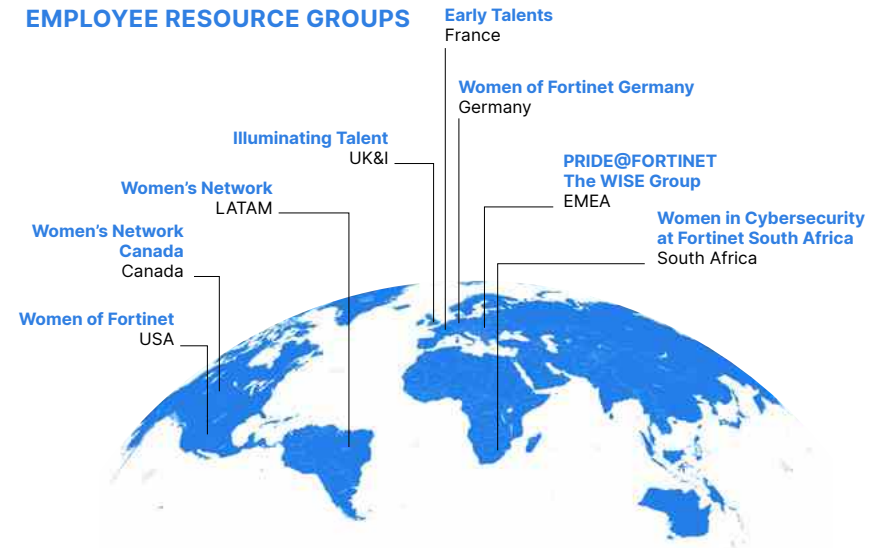 EMPLOYEE RESOURCE GROUPS
Early Talents
France
Women of Fortinet Germany
Germany
Illuminating Talent
UK&I
PRIDE@FORTINET
The WISE Group
EMEA
Women's Network
LATAM
Women in Cybersecurity
at Fortinet South Africa
South Africa
Women's Network
Canada
Canada
Women of Fortinet
USA